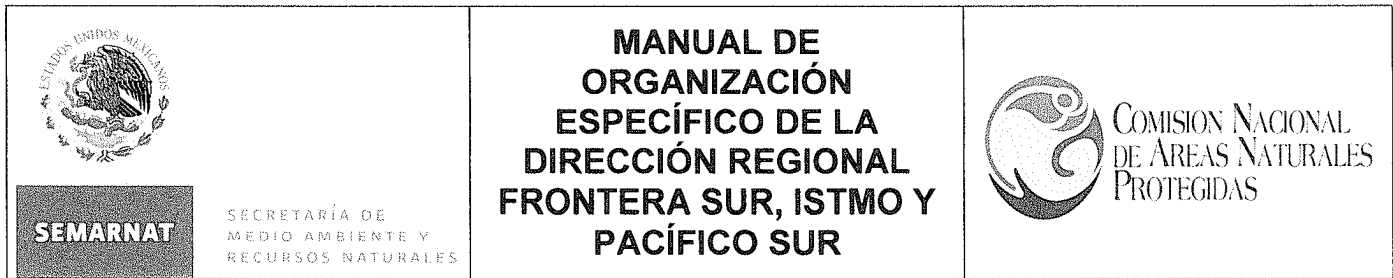 ESTADOS UNIDOS MEXICANOS
SEMARNAT
SECRETARÍA DE
MEDIO AMBIENTE Y
RECURSOS NATURALES
MANUAL DE
ORGANIZACIÓN
ESPECÍFICO DE LA
DIRECCIÓN REGIONAL
FRONTERA SUR, ISTMO Y
PACÍFICO SUR
COMISION NACIONAL
DE AREAS NATURALES
PROTEGIDAS